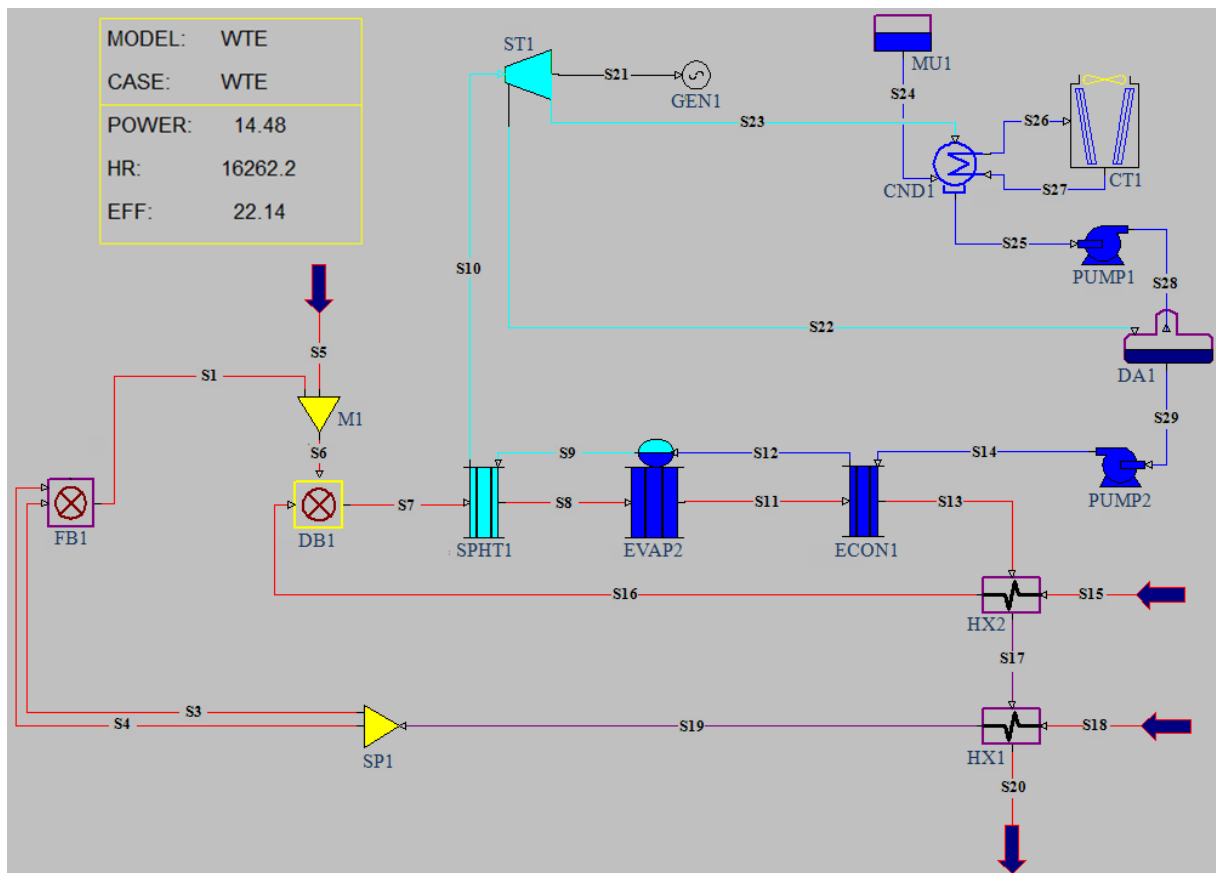 MODEL: WTE
CASE: WTE
POWER: 14.48
HR: 16262.2
EFF: 22.14
ST1
S21
GEN1
MU1
S24
S23
S26
CND1
S27
CT1
S25
PUMP1
S28
S10
S22
DA1
S5
S1
M1
S29
S6
S9
S12
S14
PUMP2
FB1
DB1
S7
SPHT1
S8
EVAP2
S11
ECON1
S13
S16
S15
HX2
S17
S3
S4
SP1
S19
S18
HX1
S20